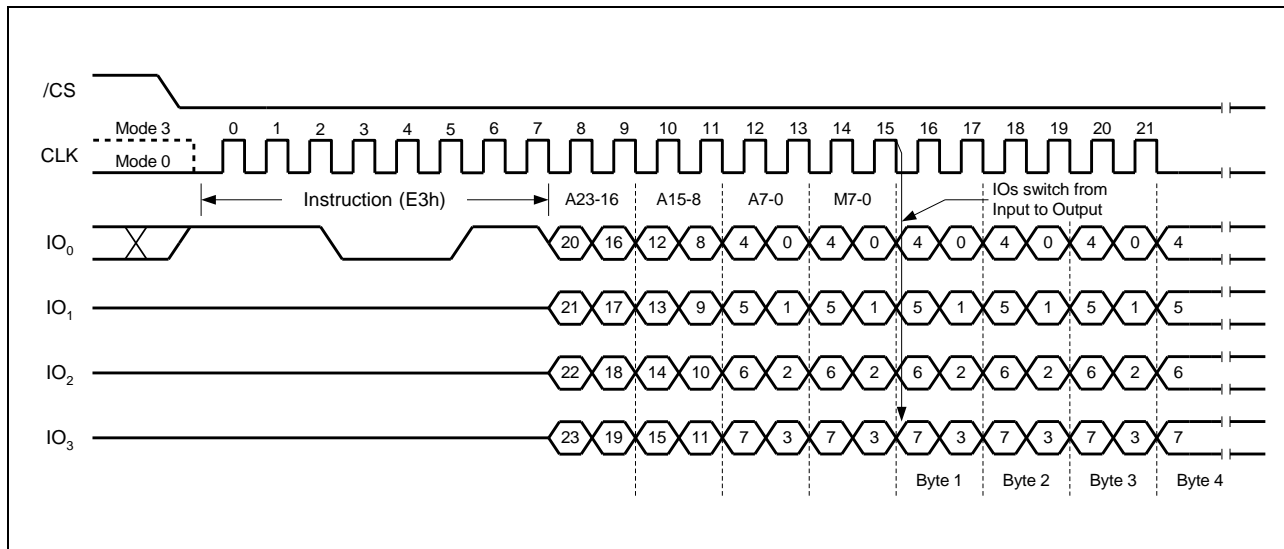 /CS
Mode 3 0 1 2 3 4 5 6 7 8 9 10 11 12 13 14 15 16 17 18 19 20 21
CLK
Mode 0
Instruction (E3h) A23-16 A15-8 A7-0 M7-0 IOs switch from
Input to Output
IO0 20 16 12 8 4 0 4 0 4 0 4 0 4 0 4
IO1 21 17 13 9 5 1 5 1 5 1 5 1 5 1 5
IO2 22 18 14 10 6 2 6 2 6 2 6 2 6 2 6
IO3 23 19 15 11 7 3 7 3 7 3 7 3 7 3 7
Byte 1 Byte 2 Byte 3 Byte 4